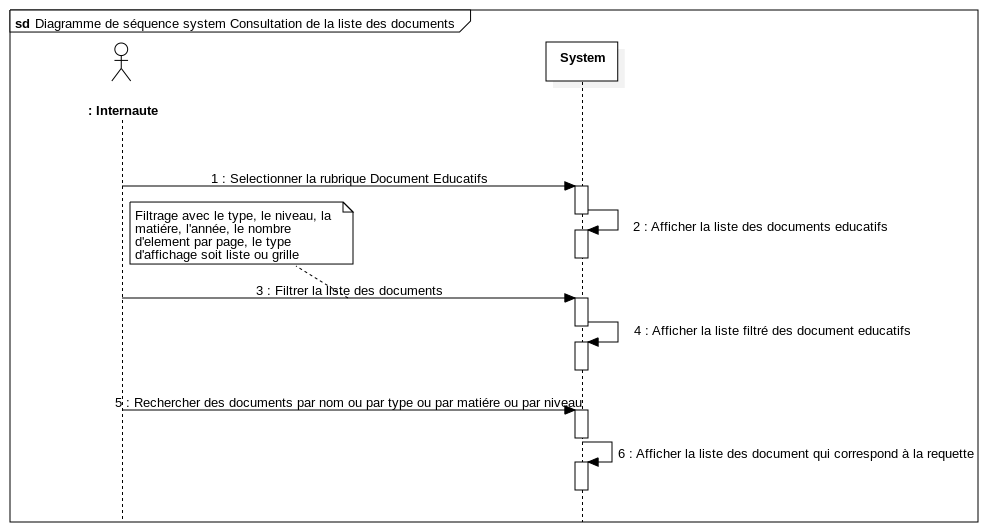 sd Diagramme de séquence system Consultation de la liste des documents
System
: Internaute
1 : Selectionner la rubrique Document Educatifs
Filtrage avec le type, le niveau, la
matiére, l'année, le nombre
d'element par page, le type
d'affichage soit liste ou grille
2 : Afficher la liste des documents educatifs
3 : Filtrer la liste des documents
4 : Afficher la liste filtré des document educatifs
5 : Rechercher des documents par nom ou par type ou par matiére ou par niveau
6 : Afficher la liste des document qui correspond à la requette